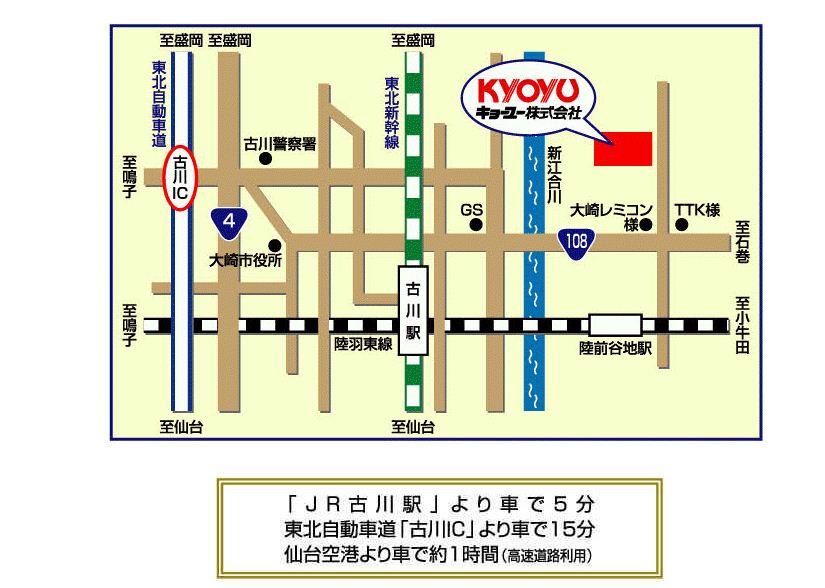 至盛岡 至盛岡 至盛岡
東北自動車道
東北新幹線
KYOYU
キョーユー株式会社
古川警察署
至鳴子
古川IC
新江合川
4
GS
大崎レミコン様
TTK様
大崎市役所
108
至石巻
古川駅
至鳴子
陸羽東線
陸前谷地駅
至小牛田
至仙台
至仙台
「JR古川駅」より車で5分
東北自動車道「古川IC」より車で15分
仙台空港より車で約1時間(高速道路利用)